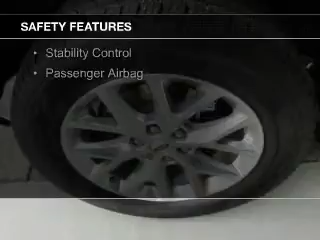 SAFETY FEATURES
• Stability Control
• Passenger Airbag